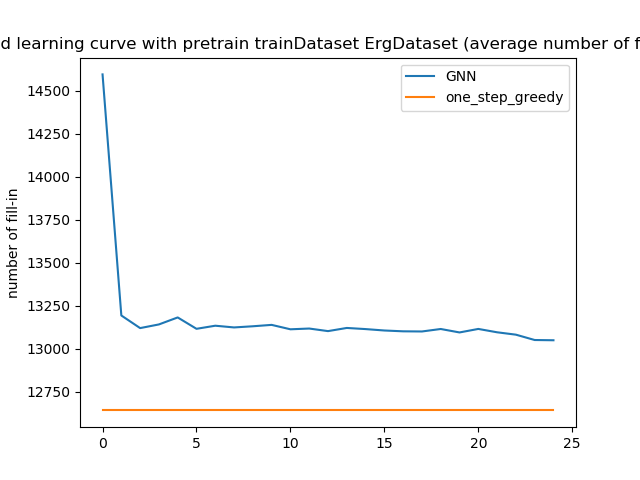 d learning curve with pretrain trainDataset ErgDataset (average number of f
GNN
one_step_greedy
number of fill-in
14500
14250
14000
13750
13500
13250
13000
12750
0 5 10 15 20 25